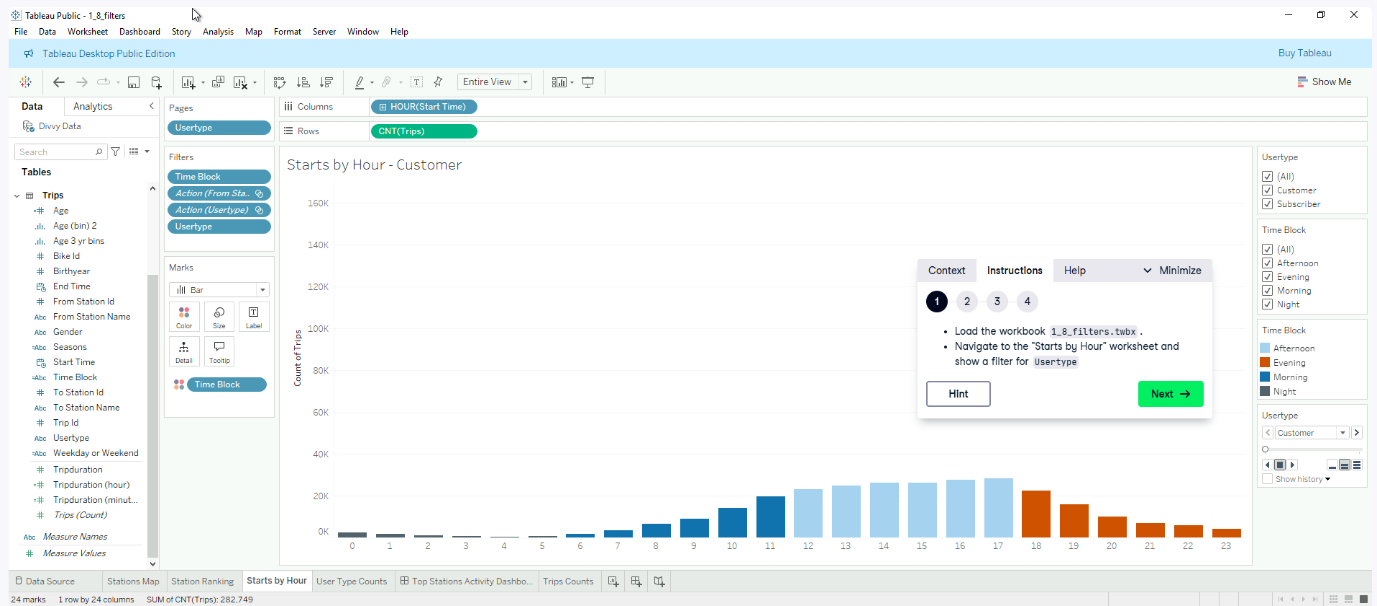 Tableau Public - 1_8_filters
File Data Worksheet Dashboard Story Analysis Map Format Server Window Help
Tableau Desktop Public Edition
Buy Tableau
Entire View
Show Me
Data
Analytics
Divvy Data
Search
Tables
Trips
Age
Age (bin) 2
Age 3 yr bins
Bike Id
Birthyear
End Time
From Station Id
Abc From Station Name
Abc Gender
=Abc Seasons
Start Time
=Abc Time Block
To Station Id
Abc To Station Name
Trip Id
Abc Usertype
=Abc Weekday or Weekend
Tripduration
Tripduration (hour)
Tripduration (minut...
Trips (Count)
Abc Measure Names
Measure Values
Pages
Usertype
Filters
Time Block
Action (From Sta..
Action (Usertype)
Usertype
Marks
Bar
Color
Size
Label
Detail
Tooltip
Time Block
Columns
HOUR(Start Time)
Rows
CNT(Trips)
Starts by Hour - Customer
Count of Trips
160K
140K
120K
100K
80K
60K
40K
20K
0K
0 1 2 3 4 5 6 7 8 9 10 11 12 13 14 15 16 17 18 19 20 21 22 23
Context
Instructions
Help
Minimize
1 2 3 4
• Load the workbook 1_8_filters.twbx .
• Navigate to the "Starts by Hour" worksheet and
show a filter for Usertype
Hint
Next →
Usertype
(All)
Customer
Subscriber
Time Block
(All)
Afternoon
Evening
Morning
Night
Time Block
Afternoon
Evening
Morning
Night
Usertype
Customer
Show history
Data Source
Stations Map
Station Ranking
Starts by Hour
User Type Counts
Top Stations Activity Dashbo...
Trips Counts
24 marks 1 row by 24 columns SUM of CNT(Trips): 282.749